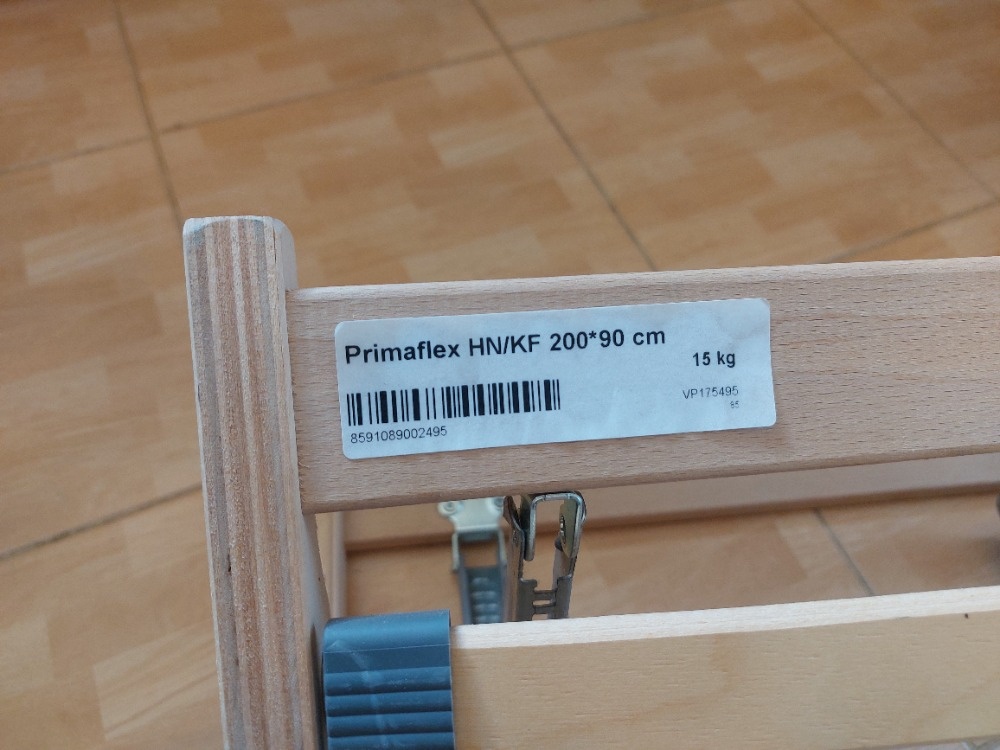 Primaflex HN/KF 200*90 cm
15 kg
VP175495
85
8591089002495